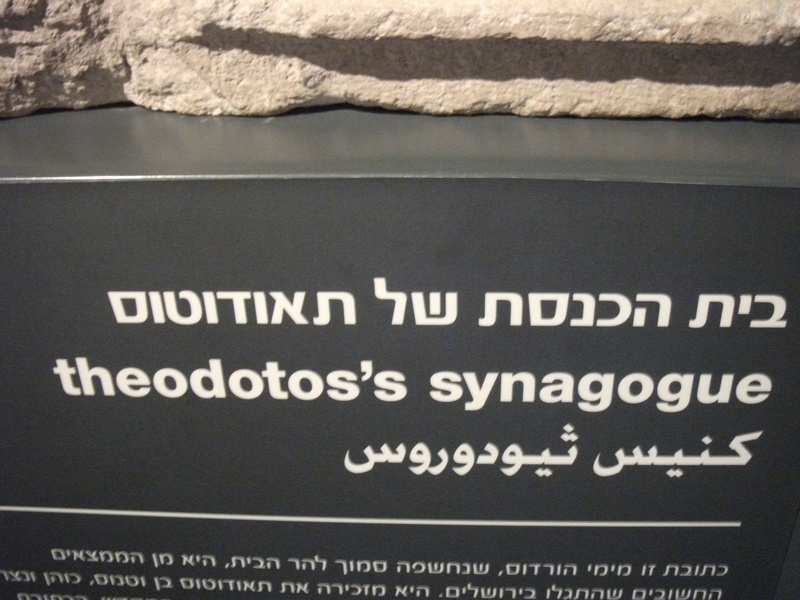 בית הכנסת של תאודוטוס
theodotos's synagogue
كنيس ثيودوروس
כתובת זו מימי הורדוס, שנחשפה סמוך להר הבית, היא מן הממצאים
החשובים שהתגלו בירושלים. היא מזכירה את תאודוטוס בן וטנוס, כוהן